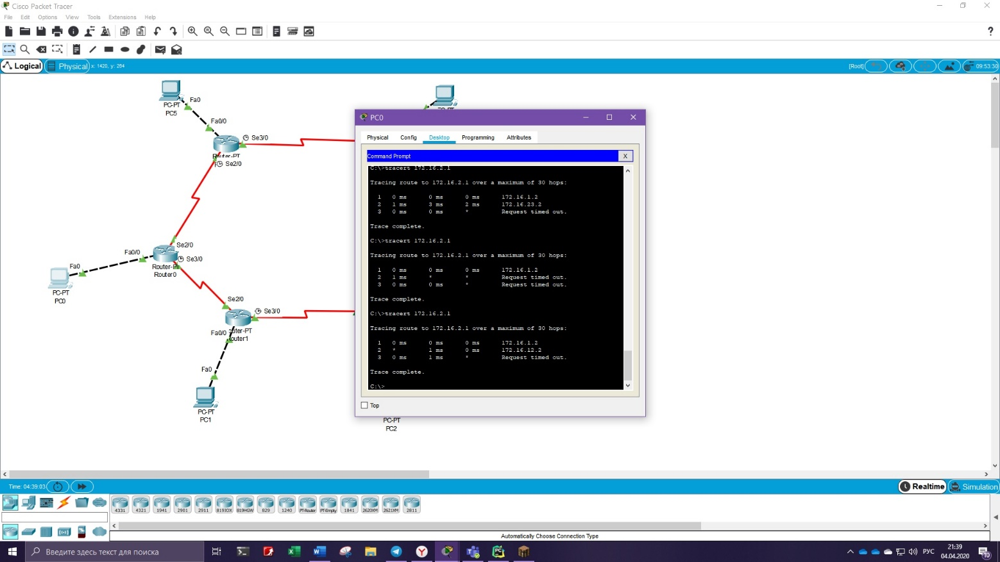 Cisco Packet Tracer
File Edit Options View Tools Extensions Help
?
Logical Physical x: 1420, y: 264 [Root] 09:53:30
PC-PT
PC5
Fa0
Fa0/0
Se3/0
Router-PT
Se2/0
Se2/0
Fa0/0
Se3/0
Router-PT
Router0
Fa0
PC-PT
PC0
Se2/0
Se3/0
Fa0/0
outer-PT
outer1
Fa0
PC-PT
PC1
PC-PT
PC2
PC0
Physical Config Desktop Programming Attributes
Command Prompt X
C:\>tracert 172.16.2.1
Tracing route to 172.16.2.1 over a maximum of 30 hops:
1 0 ms 0 ms 0 ms 172.16.1.2
2 1 ms 3 ms 2 ms 172.16.23.2
3 0 ms 0 ms * Request timed out.
Trace complete.
C:\>tracert 172.16.2.1
Tracing route to 172.16.2.1 over a maximum of 30 hops:
1 0 ms 0 ms 0 ms 172.16.1.2
2 1 ms * * Request timed out.
3 0 ms 0 ms * Request timed out.
Trace complete.
C:\>tracert 172.16.2.1
Tracing route to 172.16.2.1 over a maximum of 30 hops:
1 0 ms 0 ms 0 ms 172.16.1.2
2 * 1 ms 0 ms 172.16.12.2
3 0 ms 1 ms * Request timed out.
Trace complete.
C:\>
Top
Time: 04:39:03 Realtime Simulation
4331 4321 1941 2901 2911 819IOX 819HGW 829 1240 PT-Router PT-Empty 1841 2620XM 2621XM 2811
Automatically Choose Connection Type
Введите здесь текст для поиска
РУС
21:39
04.04.2020
10